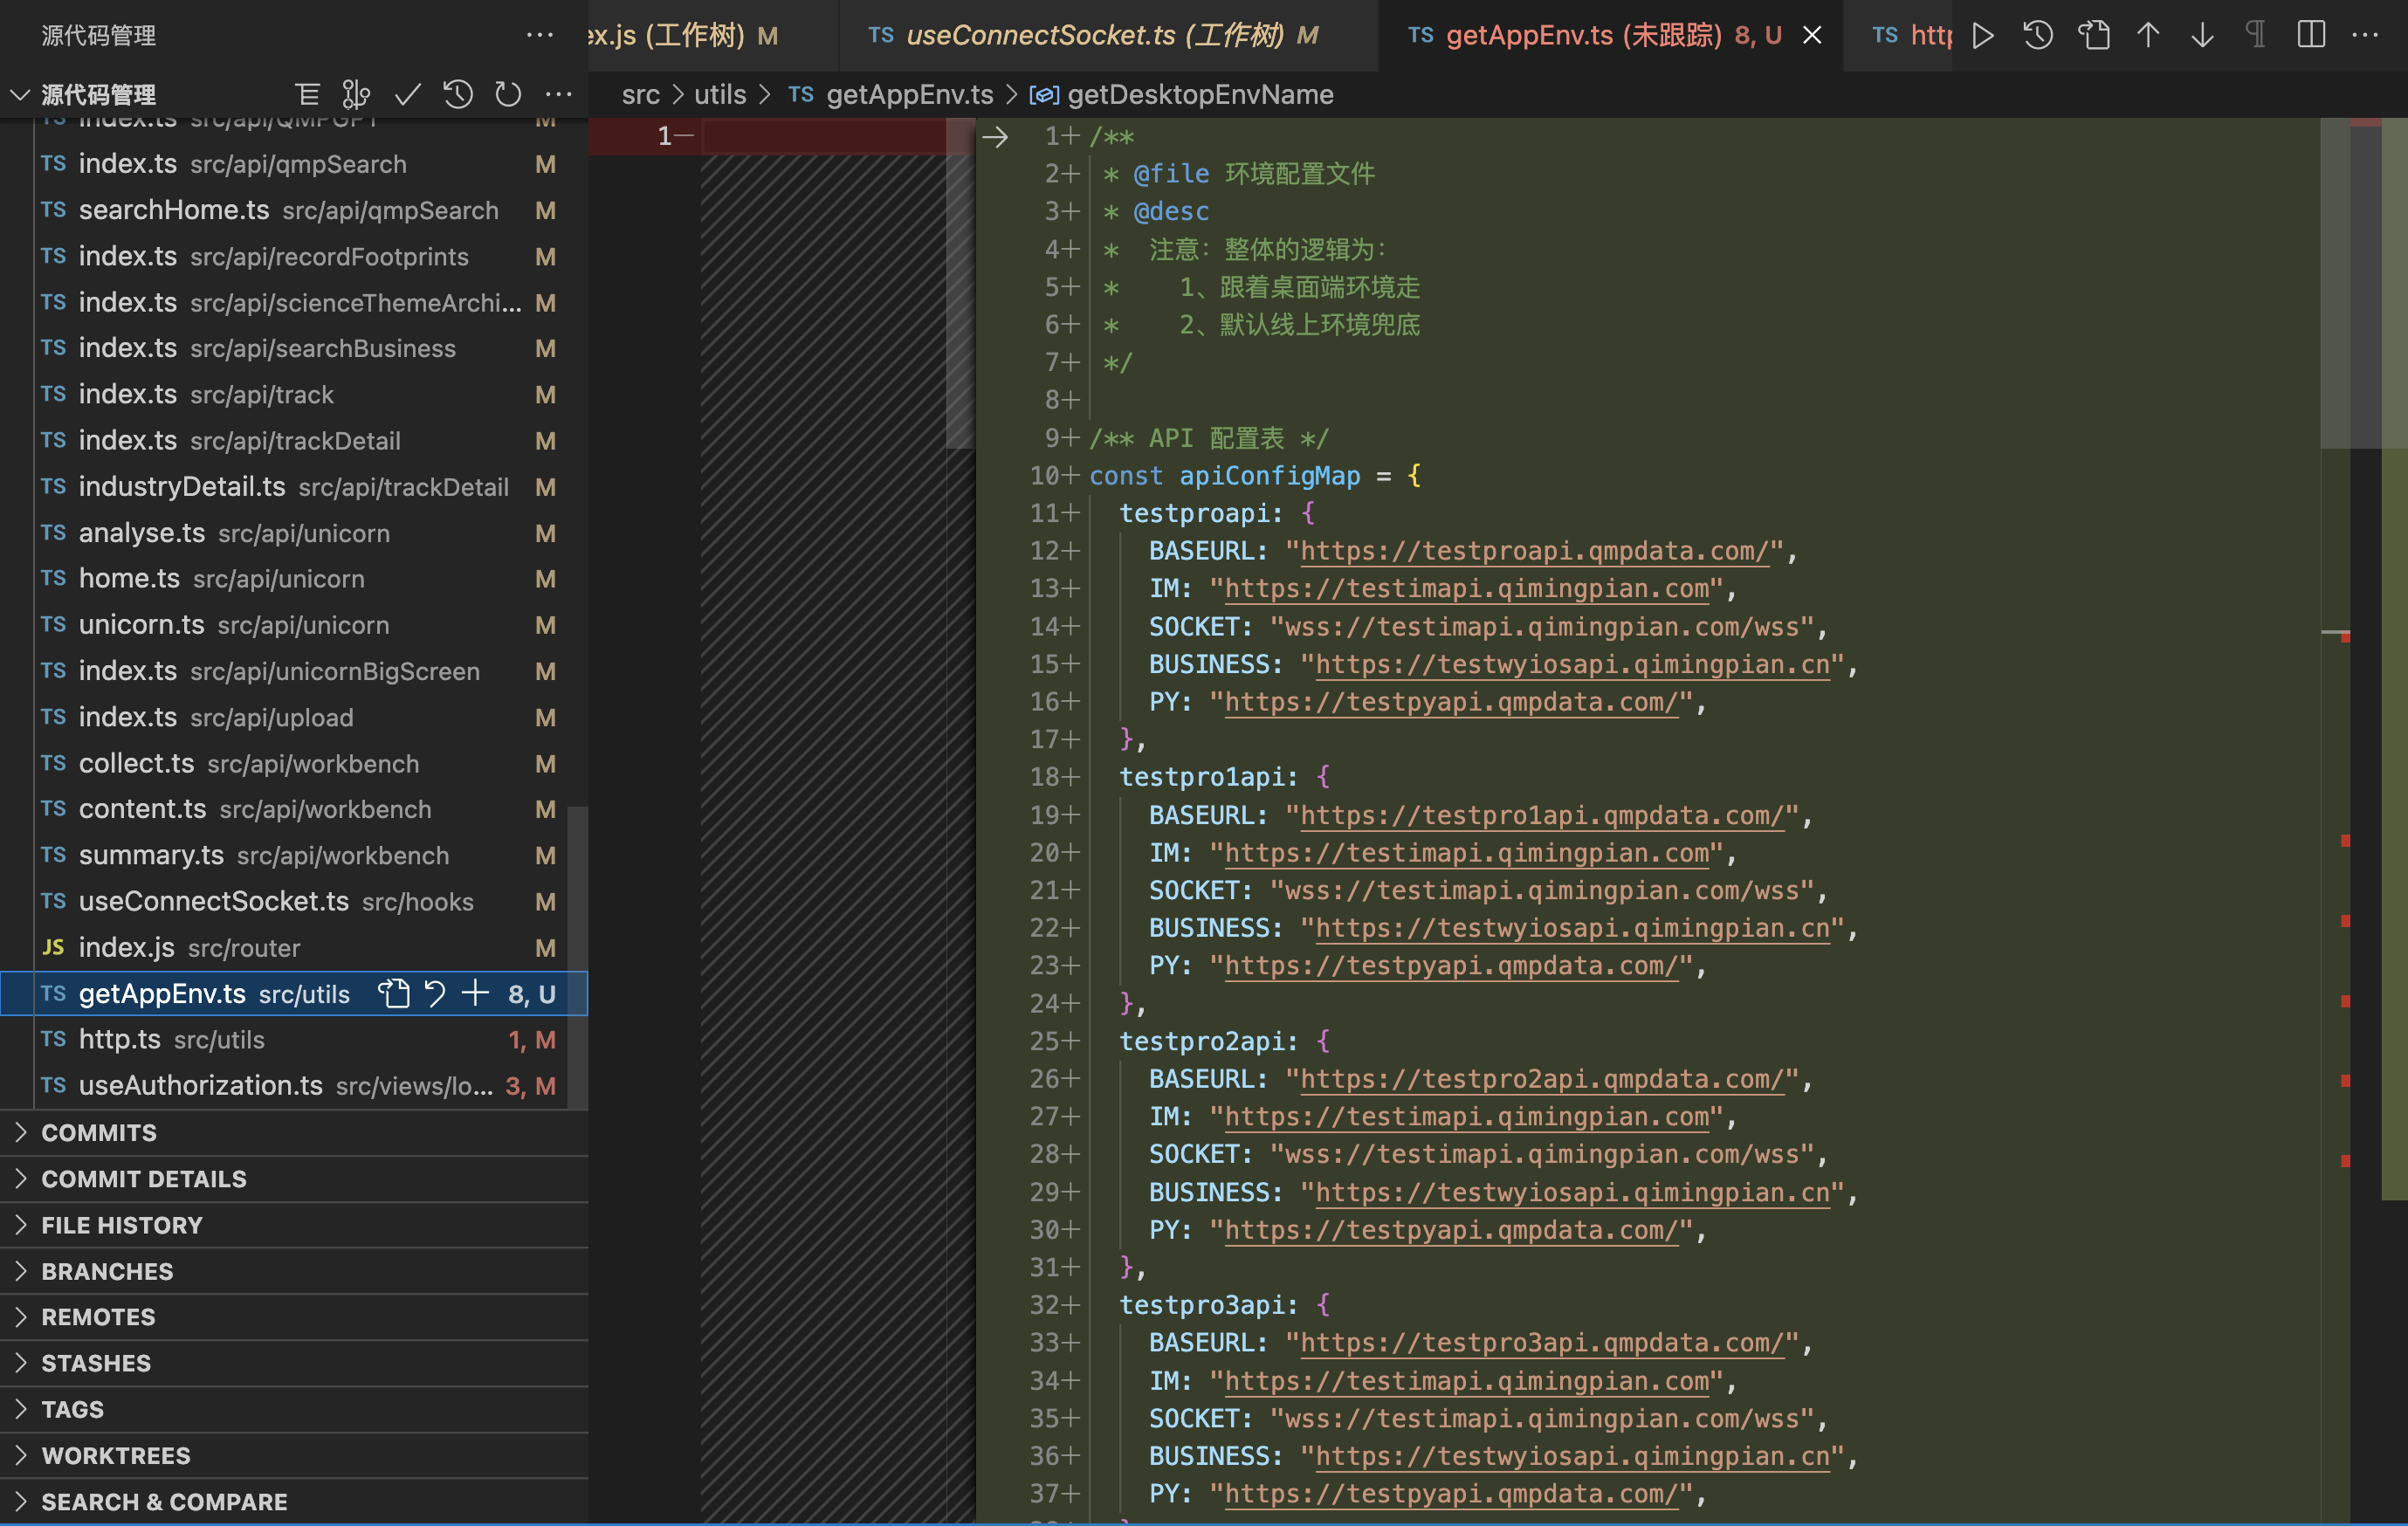 源代码管理
ex.js (工作树) M
TS useConnectSocket.ts (工作树) M
TS getAppEnv.ts (未跟踪) 8, U
TS http
源代码管理
src > utils > TS getAppEnv.ts > getDesktopEnvName
TS index.ts src/api/QMPGPT M
TS index.ts src/api/qmpSearch M
TS searchHome.ts src/api/qmpSearch M
TS index.ts src/api/recordFootprints M
TS index.ts src/api/scienceThemeArchi... M
TS index.ts src/api/searchBusiness M
TS index.ts src/api/track M
TS index.ts src/api/trackDetail M
TS industryDetail.ts src/api/trackDetail M
TS analyse.ts src/api/unicorn M
TS home.ts src/api/unicorn M
TS unicorn.ts src/api/unicorn M
TS index.ts src/api/unicornBigScreen M
TS index.ts src/api/upload M
TS collect.ts src/api/workbench M
TS content.ts src/api/workbench M
TS summary.ts src/api/workbench M
TS useConnectSocket.ts src/hooks M
JS index.js src/router M
TS getAppEnv.ts src/utils 8, U
TS http.ts src/utils 1, M
TS useAuthorization.ts src/views/lo... 3, M
COMMITS
COMMIT DETAILS
FILE HISTORY
BRANCHES
REMOTES
STASHES
TAGS
WORKTREES
SEARCH & COMPARE
1—
1+ /**
2+ * @file 环境配置文件
3+ * @desc
4+ * 注意：整体的逻辑为：
5+ * 1、跟着桌面端环境走
6+ * 2、默认线上环境兜底
7+ */
8+
9+ /** API 配置表 */
10+ const apiConfigMap = {
11+ testproapi: {
12+ BASEURL: "https://testproapi.qmpdata.com/",
13+ IM: "https://testimapi.qimingpian.com",
14+ SOCKET: "wss://testimapi.qimingpian.com/wss",
15+ BUSINESS: "https://testwyiosapi.qimingpian.cn",
16+ PY: "https://testpyapi.qmpdata.com/",
17+ },
18+ testpro1api: {
19+ BASEURL: "https://testpro1api.qmpdata.com/",
20+ IM: "https://testimapi.qimingpian.com",
21+ SOCKET: "wss://testimapi.qimingpian.com/wss",
22+ BUSINESS: "https://testwyiosapi.qimingpian.cn",
23+ PY: "https://testpyapi.qmpdata.com/",
24+ },
25+ testpro2api: {
26+ BASEURL: "https://testpro2api.qmpdata.com/",
27+ IM: "https://testimapi.qimingpian.com",
28+ SOCKET: "wss://testimapi.qimingpian.com/wss",
29+ BUSINESS: "https://testwyiosapi.qimingpian.cn",
30+ PY: "https://testpyapi.qmpdata.com/",
31+ },
32+ testpro3api: {
33+ BASEURL: "https://testpro3api.qmpdata.com/",
34+ IM: "https://testimapi.qimingpian.com",
35+ SOCKET: "wss://testimapi.qimingpian.com/wss",
36+ BUSINESS: "https://testwyiosapi.qimingpian.cn",
37+ PY: "https://testpyapi.qmpdata.com/",